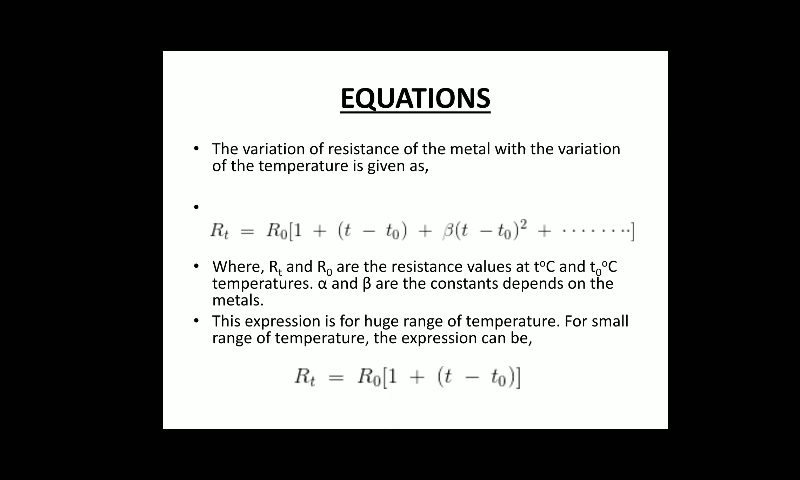 EQUATIONS
• The variation of resistance of the metal with the variation
of the temperature is given as,
•
Rₜ = R₀[1 + (t − t₀) + β(t − t₀)² + ········]
• Where, Rₜ and R₀ are the resistance values at tºC and t₀ºC
temperatures. α and β are the constants depends on the
metals.
• This expression is for huge range of temperature. For small
range of temperature, the expression can be,
Rₜ = R₀[1 + (t − t₀)]